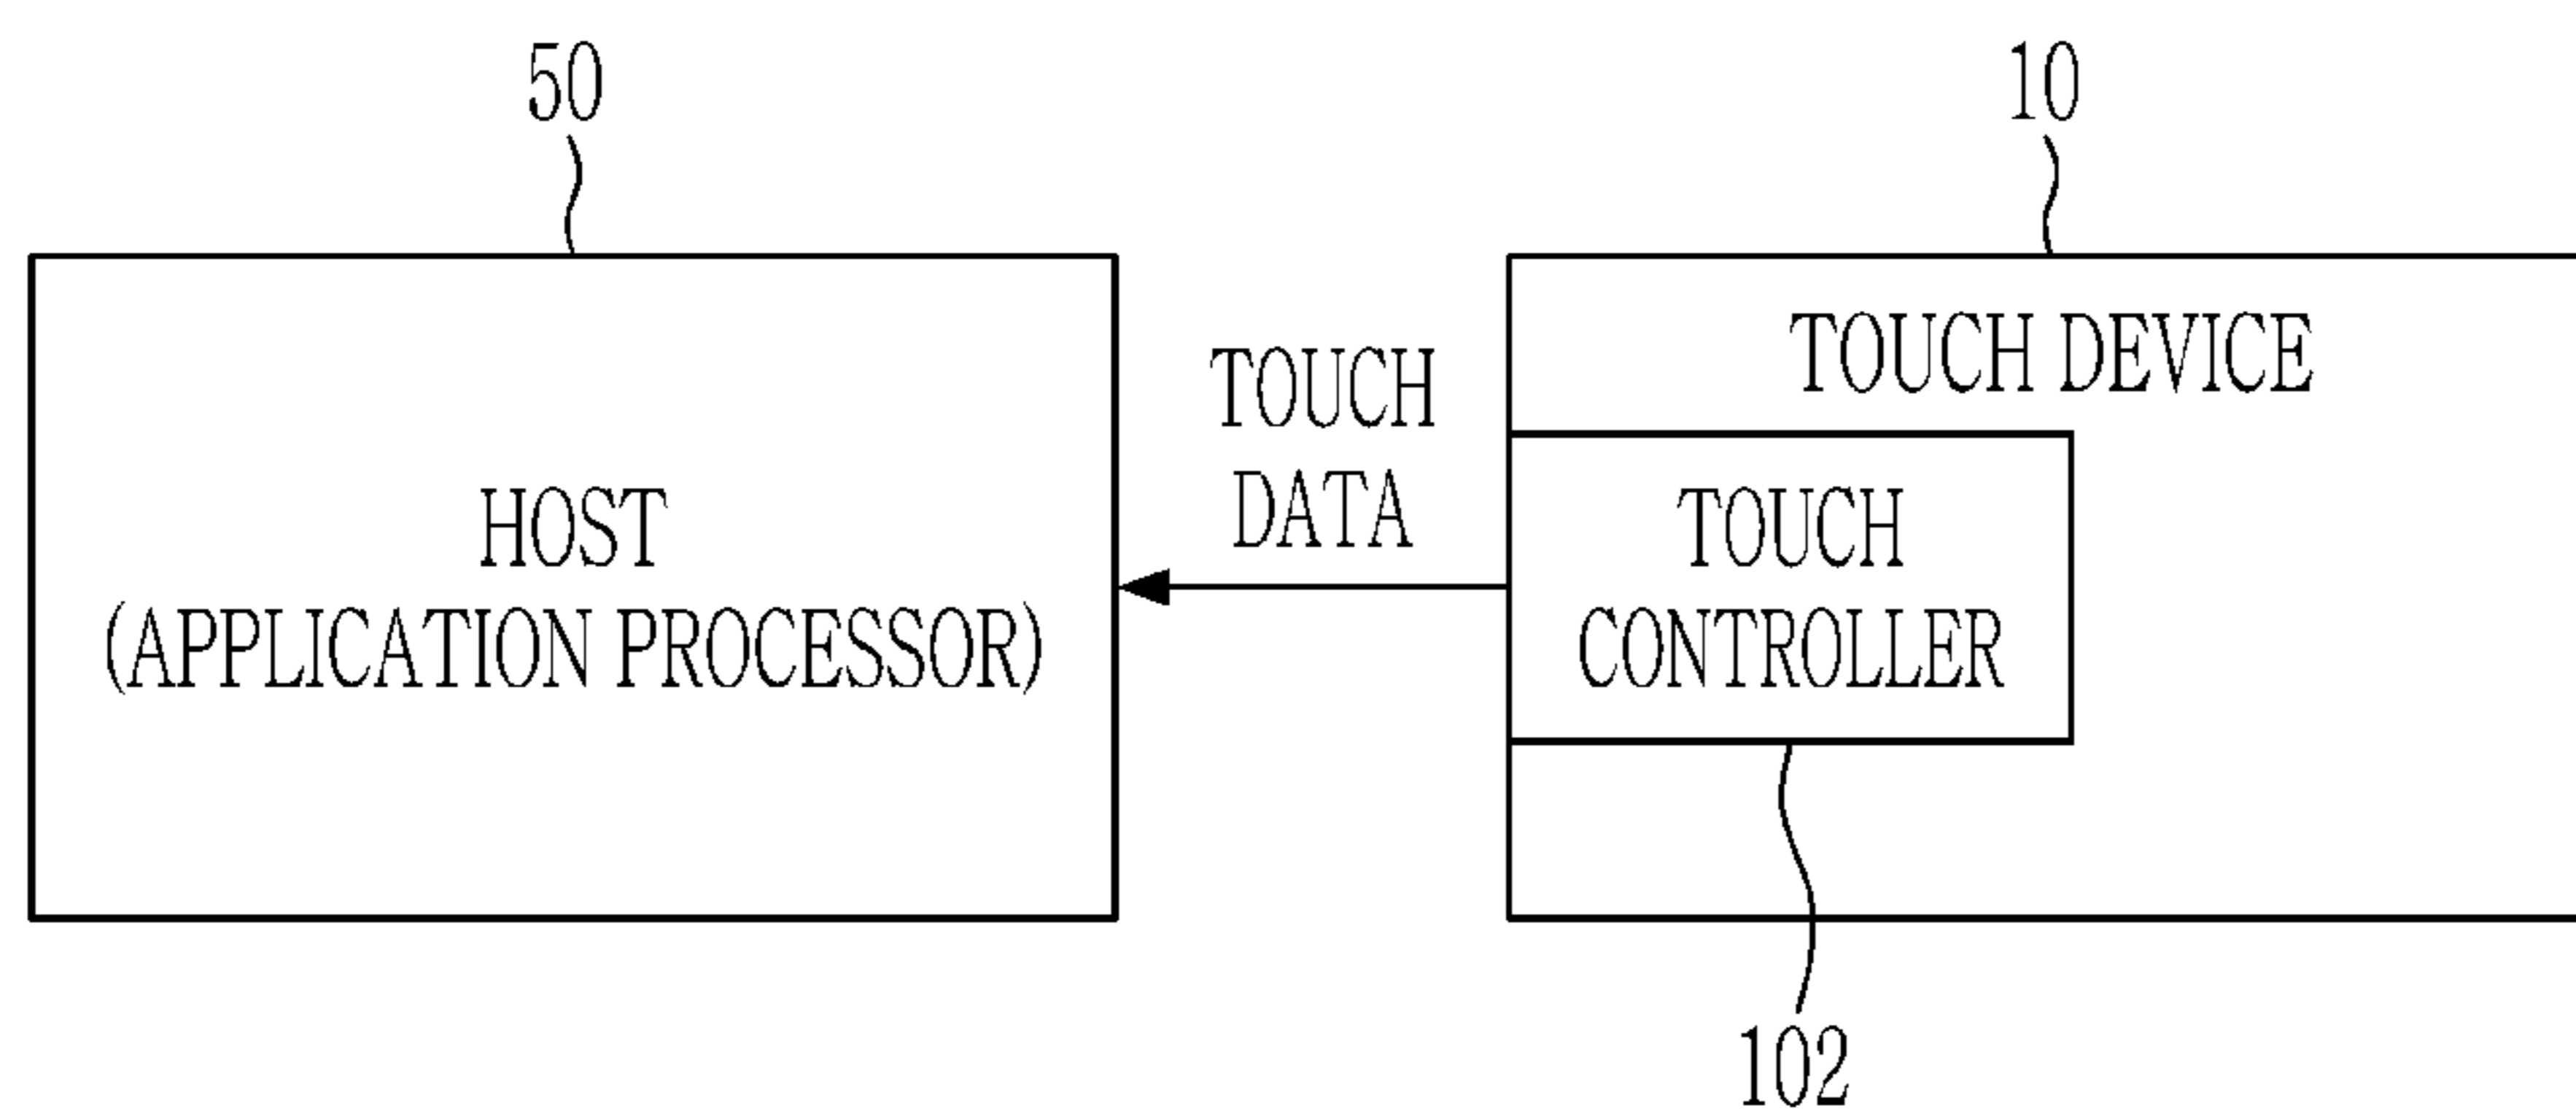 50
10
HOST
(APPLICATION PROCESSOR)
TOUCH
DATA
TOUCH DEVICE
TOUCH
CONTROLLER
102